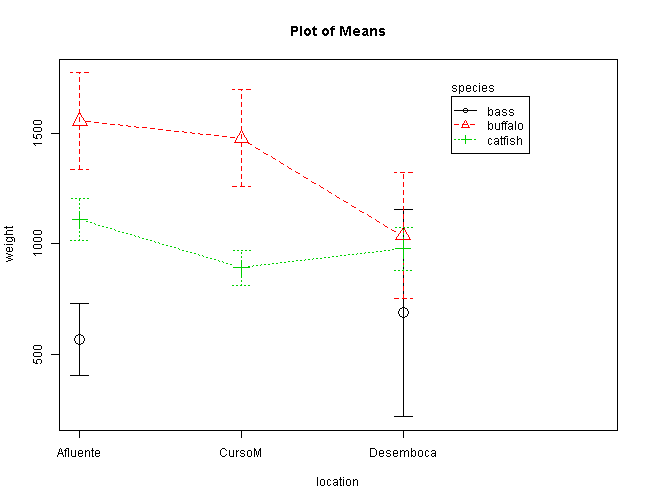 Plot of Means
species
bass
buffalo
catfish
weight
1500
1000
500
Afluente CursoM Desemboca
location